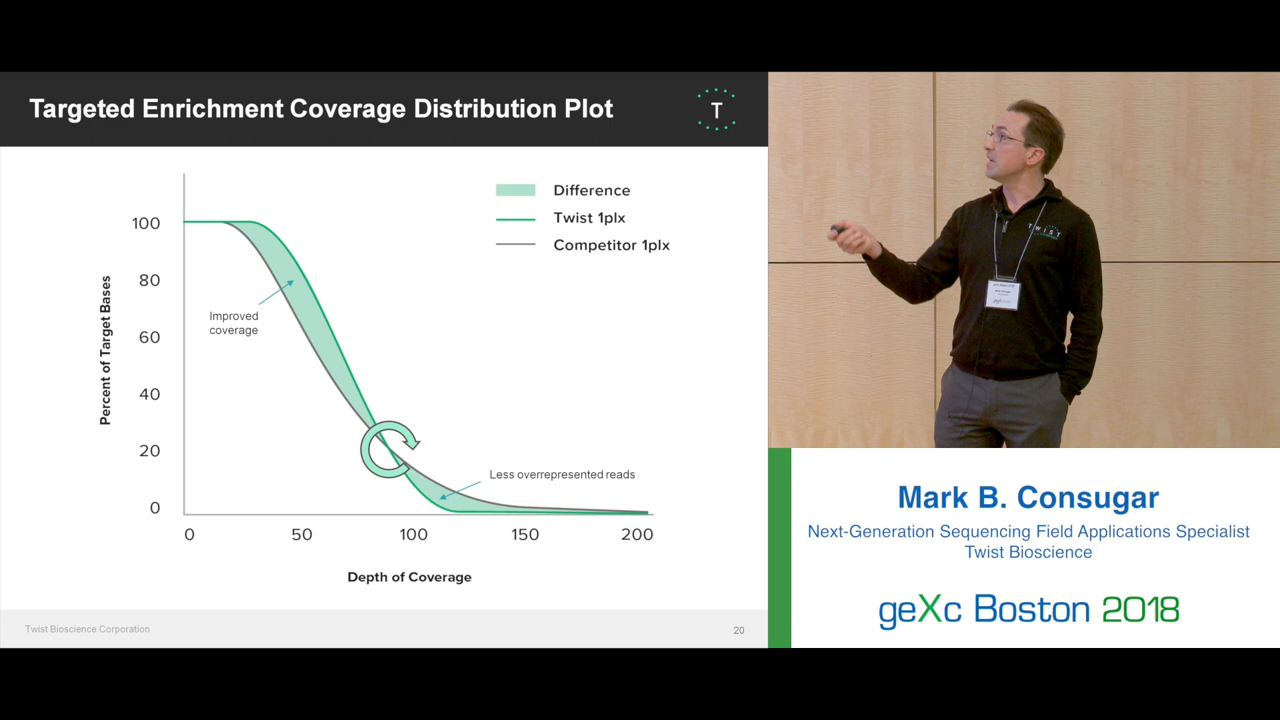 Targeted Enrichment Coverage Distribution Plot
T
Difference
Twist 1plx
Competitor 1plx
100
80
60
40
20
0
Percent of Target Bases
Improved
coverage
Less overrepresented reads
0 50 100 150 200
Depth of Coverage
Twist Bioscience Corporation
20
TWIST
Mark B. Consugar
Next-Generation Sequencing Field Applications Specialist
Twist Bioscience
geXc Boston 2018